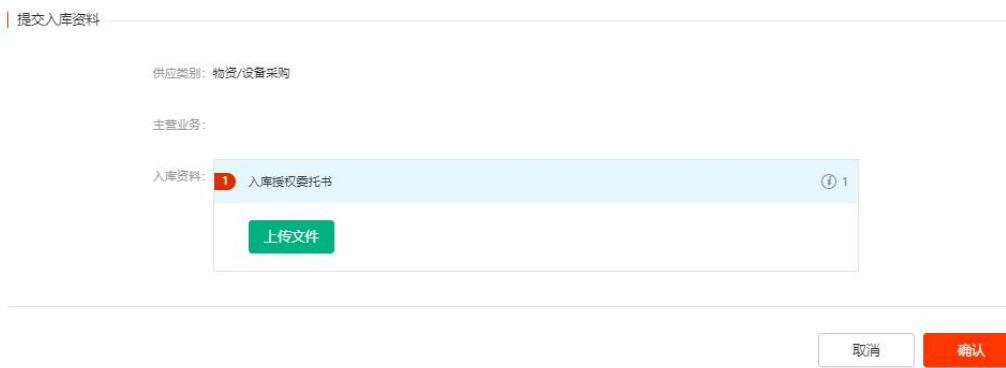 提交入库资料
供应类别: 物资/设备采购
主营业务:
入库资料:
1 入库授权委托书 i 1
上传文件
取消 确认